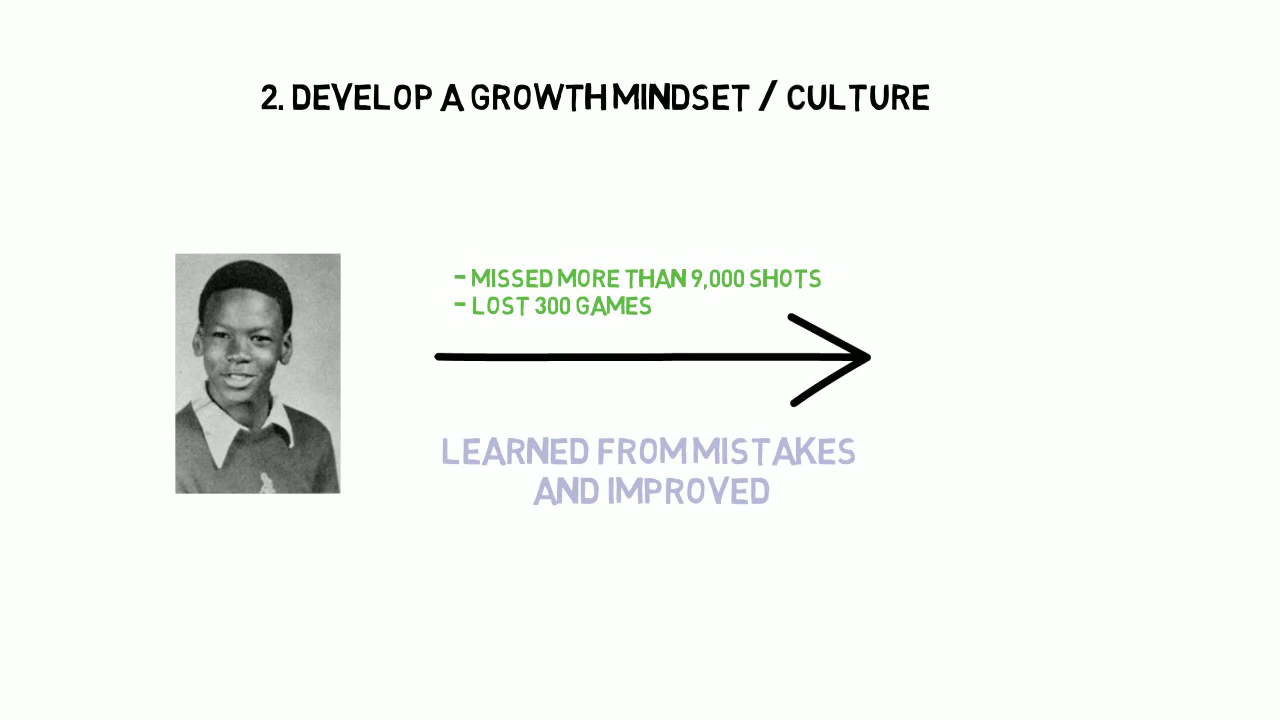 2. DEVELOP A GROWTH MINDSET / CULTURE
- MISSED MORE THAN 9,000 SHOTS
- LOST 300 GAMES
LEARNED FROM MISTAKES
AND IMPROVED